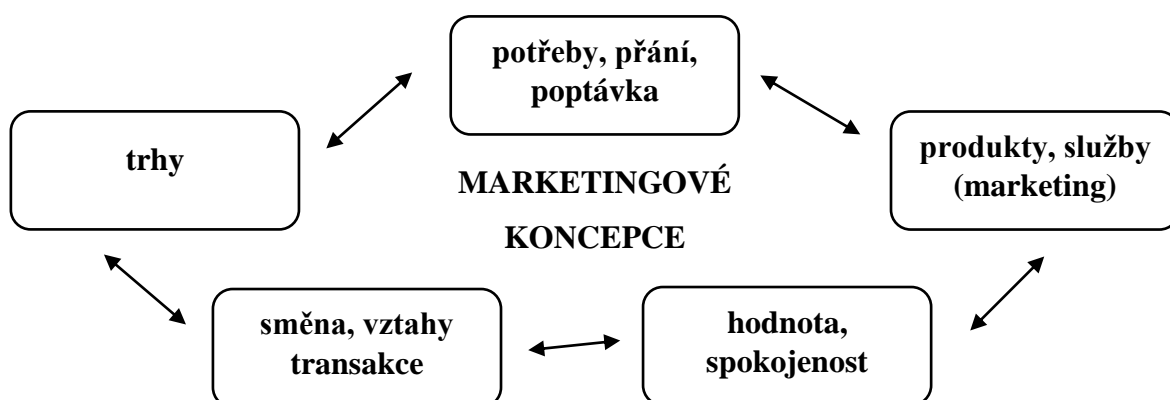 potřeby, přání,
poptávka
trhy
produkty, služby
(marketing)
MARKETINGOVÉ
KONCEPCE
směna, vztahy
transakce
hodnota,
spokojenost